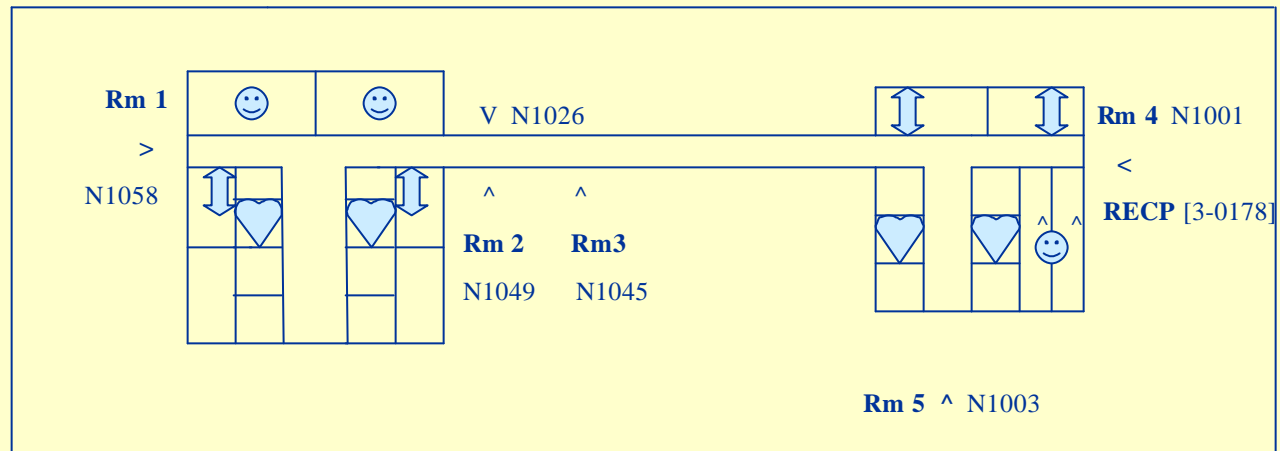 Rm 1
V N1026
Rm 4 N1001
>
<
N1058
^ ^
RECP [3-0178]
^ ^
Rm 2 Rm3
N1049 N1045
Rm 5 ^ N1003